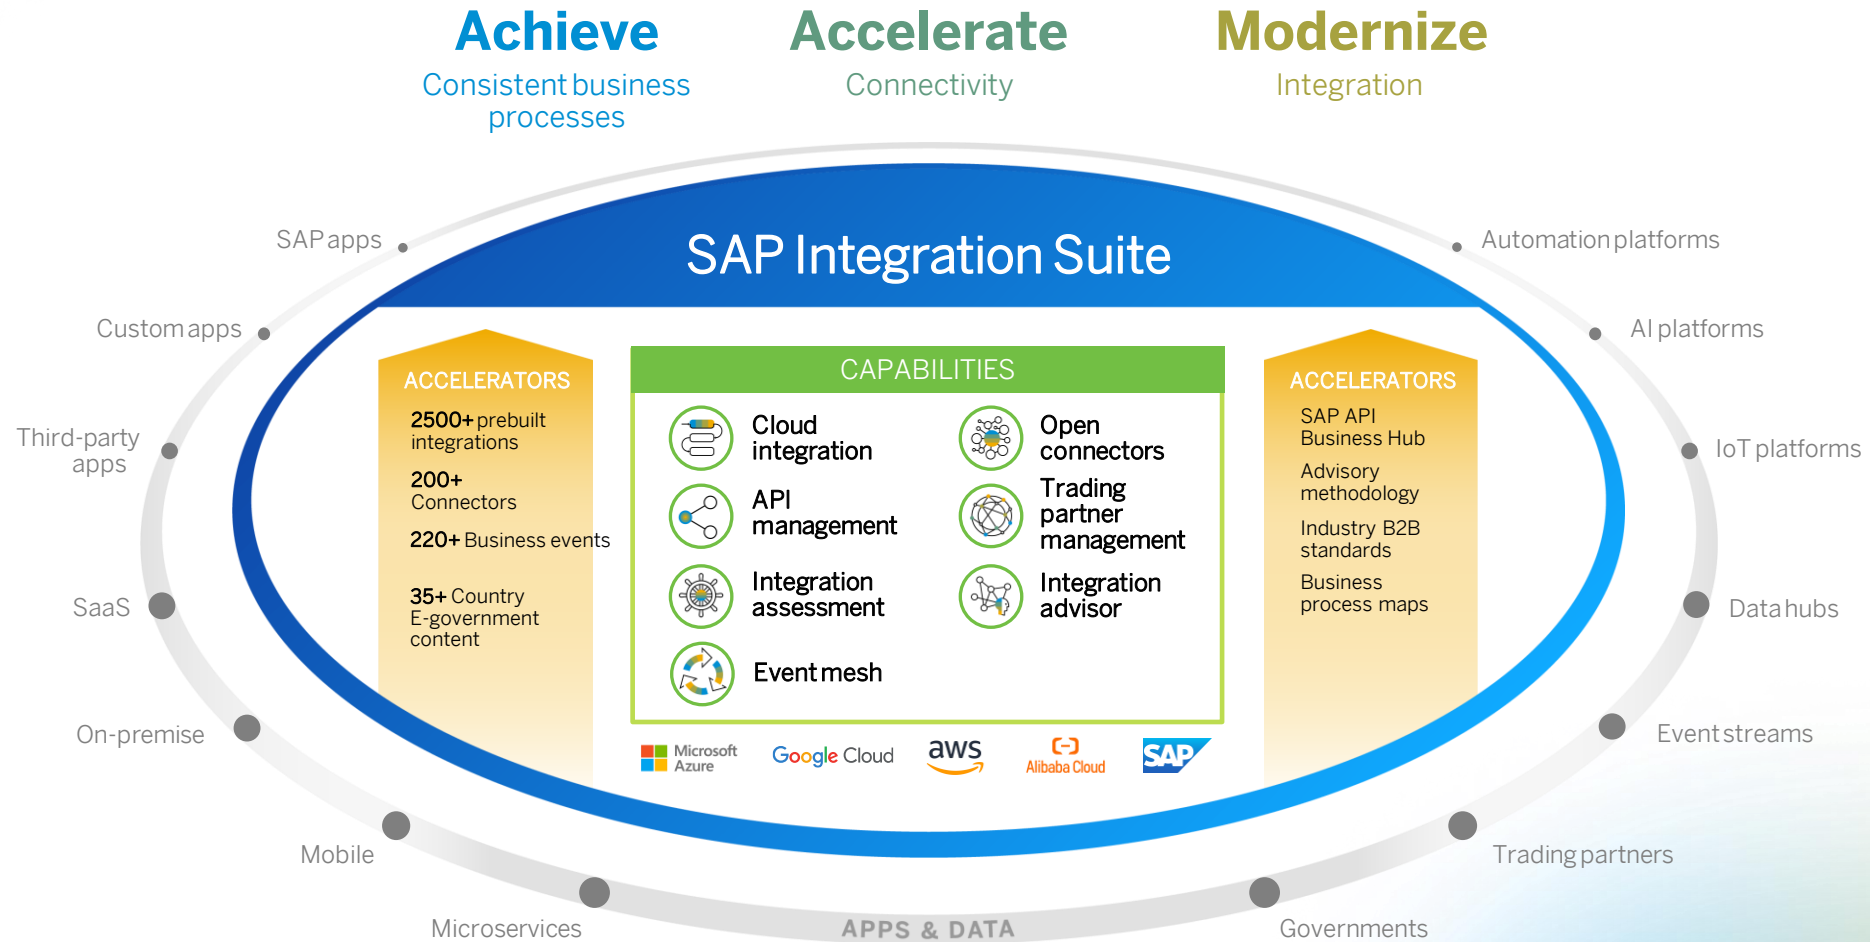 Achieve
Consistent business
processes
Accelerate
Connectivity
Modernize
Integration
SAP Integration Suite
SAP apps
Custom apps
Third-party
apps
SaaS
On-premise
Mobile
Microservices
ACCELERATORS
2500+ prebuilt
integrations
200+
Connectors
220+ Business events
35+ Country
E-government
content
CAPABILITIES
Cloud
integration
API
management
Integration
assessment
Event mesh
Open
connectors
Trading
partner
management
Integration
advisor
Microsoft
Azure
Google Cloud
aws
Alibaba Cloud
SAP
ACCELERATORS
SAP API
Business Hub
Advisory
methodology
Industry B2B
standards
Business
process maps
Automation platforms
AI platforms
IoT platforms
Data hubs
Event streams
Trading partners
Governments
APPS & DATA